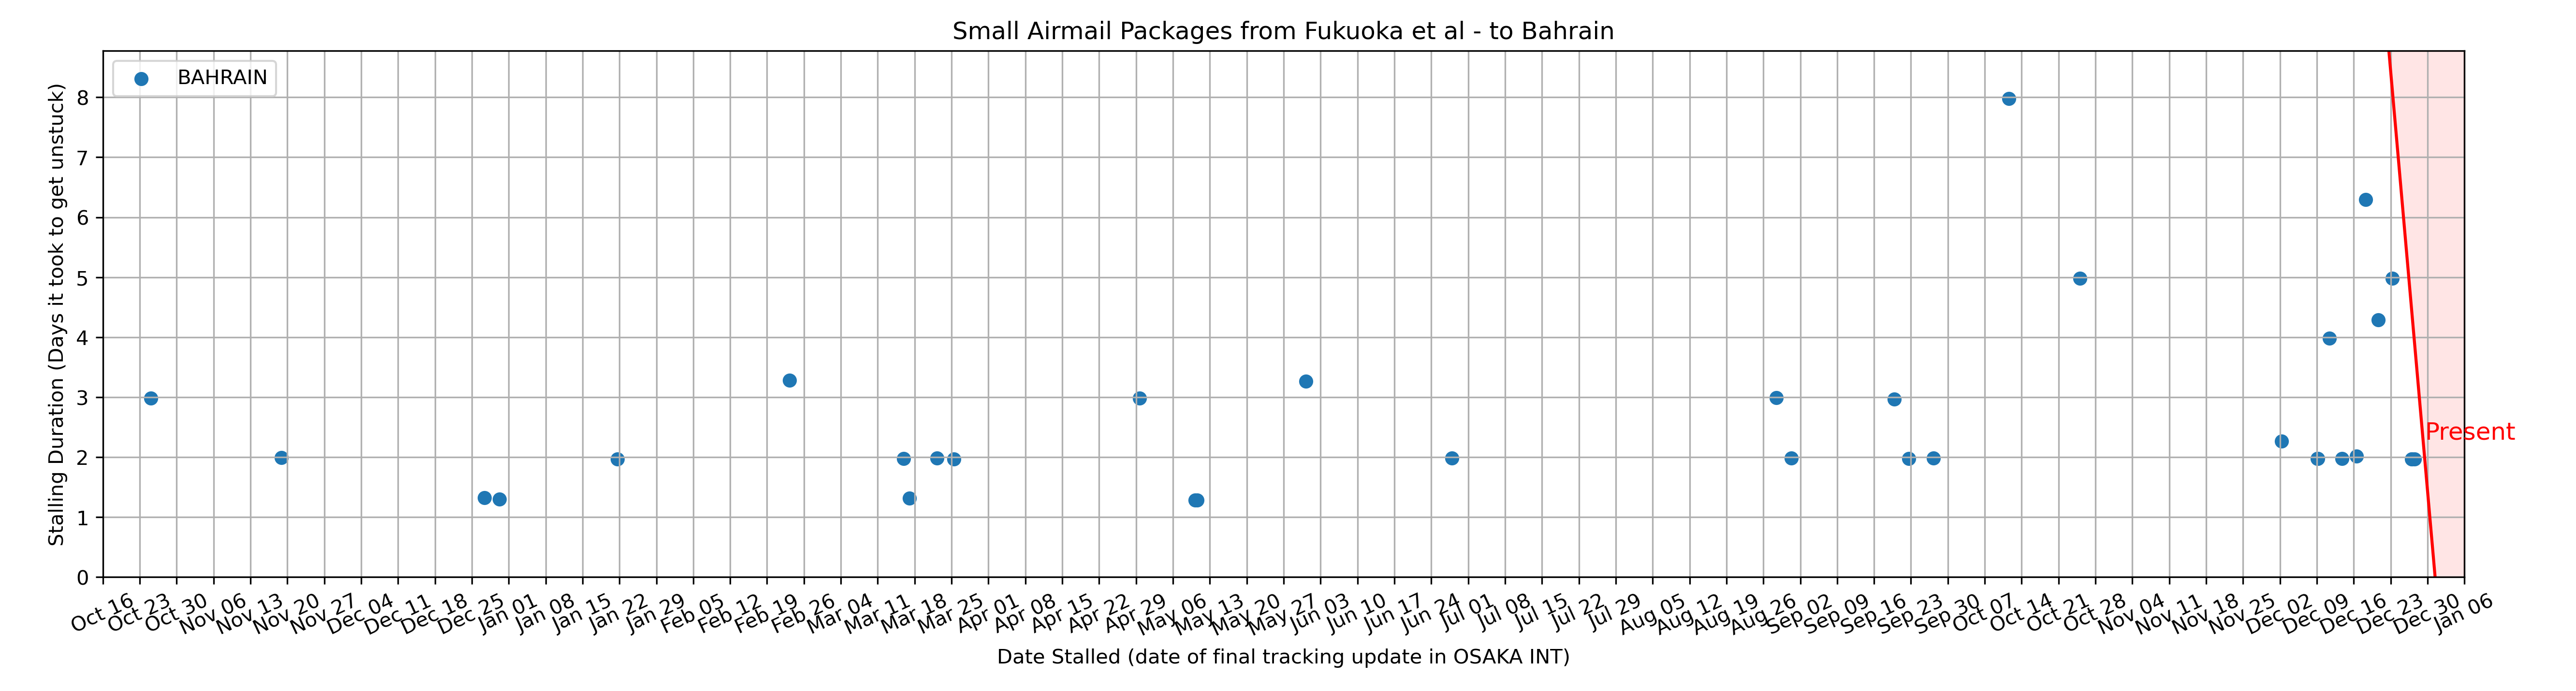 Small Airmail Packages from Fukuoka et al - to Bahrain
BAHRAIN
Stalling Duration (Days it took to get unstuck)
8
7
6
5
4
3
2
1
0
Present
Oct 16
Oct 23
Oct 30
Nov 06
Nov 13
Nov 20
Nov 27
Dec 04
Dec 11
Dec 18
Dec 25
Jan 01
Jan 08
Jan 15
Jan 22
Jan 29
Feb 05
Feb 12
Feb 19
Feb 26
Mar 04
Mar 11
Mar 18
Mar 25
Apr 01
Apr 08
Apr 15
Apr 22
Apr 29
May 06
May 13
May 20
May 27
Jun 03
Jun 10
Jun 17
Jun 24
Jul 01
Jul 08
Jul 15
Jul 22
Jul 29
Aug 05
Aug 12
Aug 19
Aug 26
Sep 02
Sep 09
Sep 16
Sep 23
Sep 30
Oct 07
Oct 14
Oct 21
Oct 28
Nov 04
Nov 11
Nov 18
Nov 25
Dec 02
Dec 09
Dec 16
Dec 23
Dec 30
Jan 06
Date Stalled (date of final tracking update in OSAKA INT)